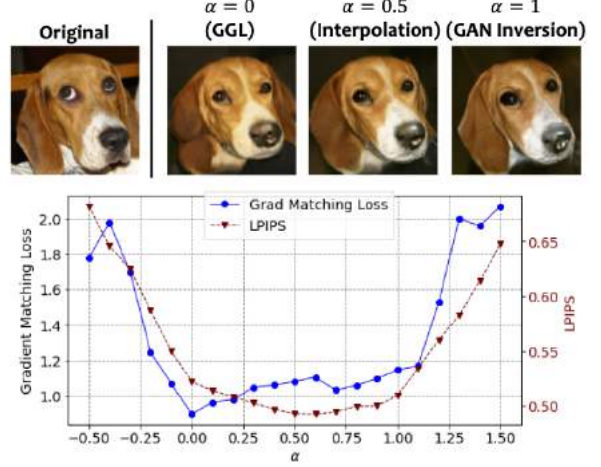 α = 0 α = 0.5 α = 1
Original (GGL) (Interpolation) (GAN Inversion)
Grad Matching Loss
LPIPS
Gradient Matching Loss
2.0
1.8
1.6
1.4
1.2
1.0
0.65
0.60
0.55
0.50
LPIPS
−0.50 −0.25 0.00 0.25 0.50 0.75 1.00 1.25 1.50
α